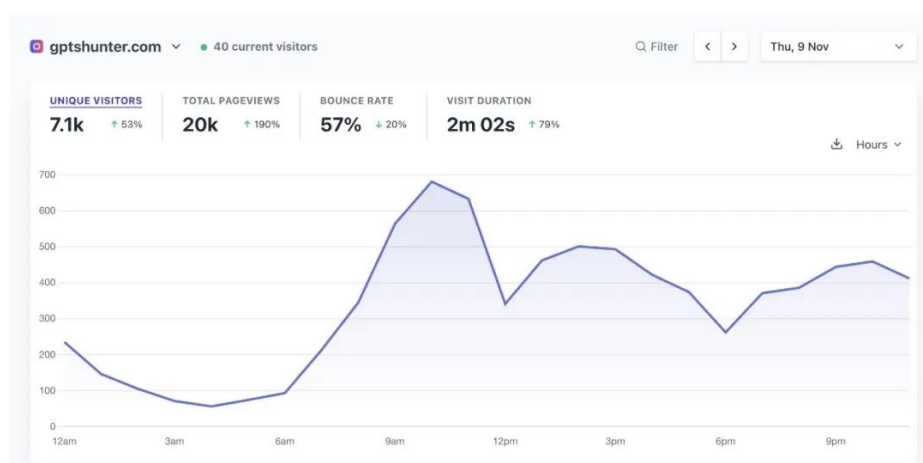 gptshunter.com 40 current visitors Filter Thu, 9 Nov
UNIQUE VISITORS TOTAL PAGEVIEWS BOUNCE RATE VISIT DURATION
7.1k ↑ 53% 20k ↑ 190% 57% ↓ 20% 2m 02s ↑ 79%
Hours
700
600
500
400
300
200
100
0
12am 3am 6am 9am 12pm 3pm 6pm 9pm